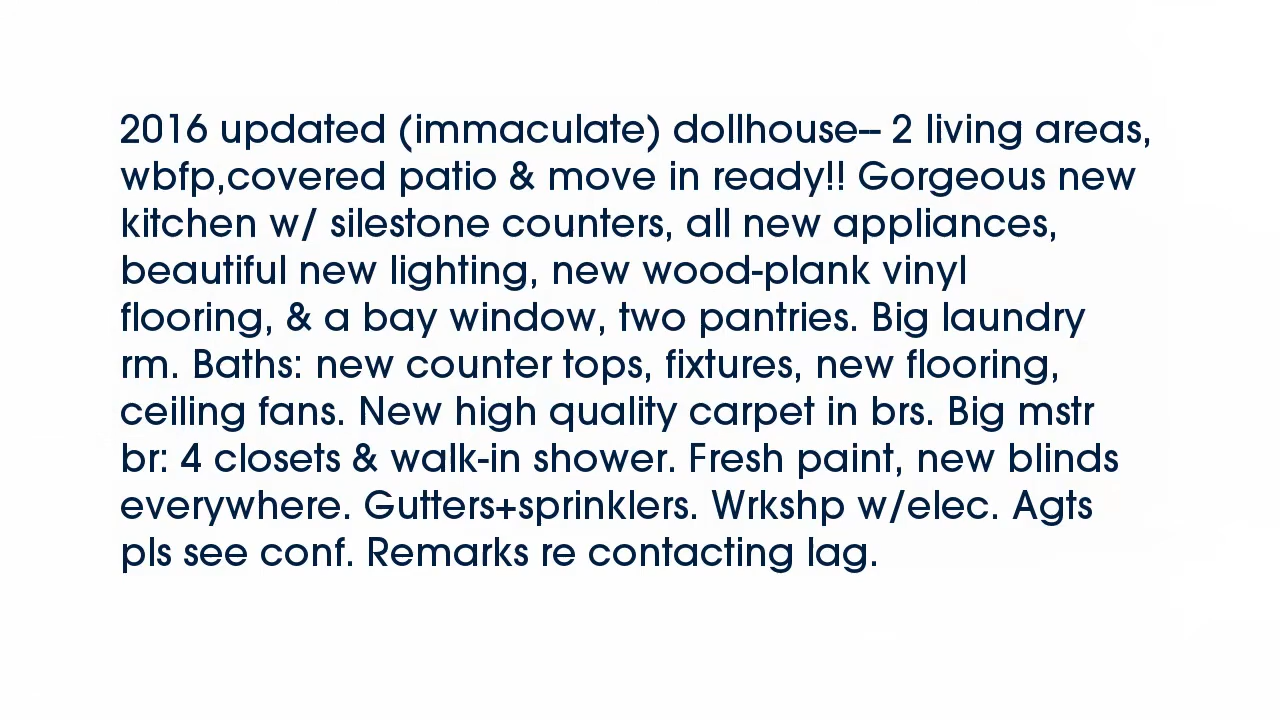 2016 updated (immaculate) dollhouse-- 2 living areas,
wbfp,covered patio & move in ready!! Gorgeous new
kitchen w/ silestone counters, all new appliances,
beautiful new lighting, new wood-plank vinyl
flooring, & a bay window, two pantries. Big laundry
rm. Baths: new counter tops, fixtures, new flooring,
ceiling fans. New high quality carpet in brs. Big mstr
br: 4 closets & walk-in shower. Fresh paint, new blinds
everywhere. Gutters+sprinklers. Wrkshp w/elec. Agts
pls see conf. Remarks re contacting lag.